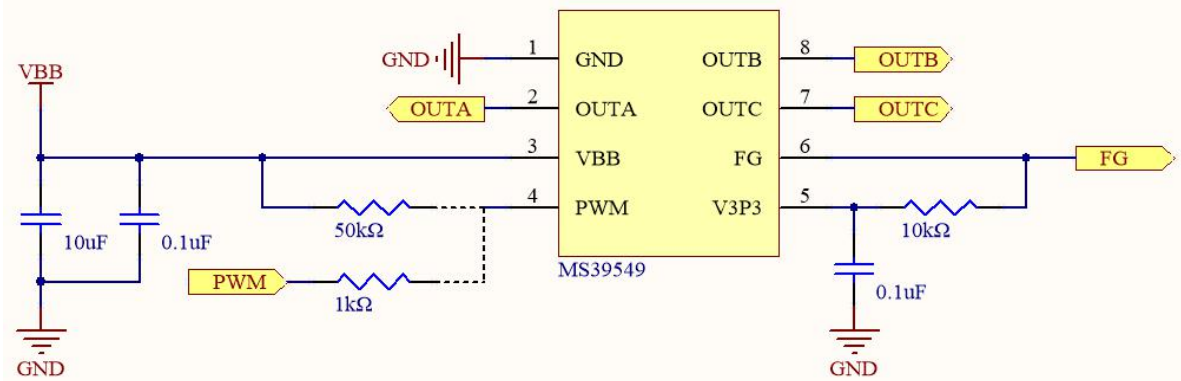 VBB
GND
1 GND OUTB 8 OUTB
OUTA 2 OUTA OUTC 7 OUTC
3 VBB FG 6 FG
4 PWM V3P3 5
10uF 0.1uF 50kΩ 10kΩ
MS39549
PWM 1kΩ 0.1uF
GND GND